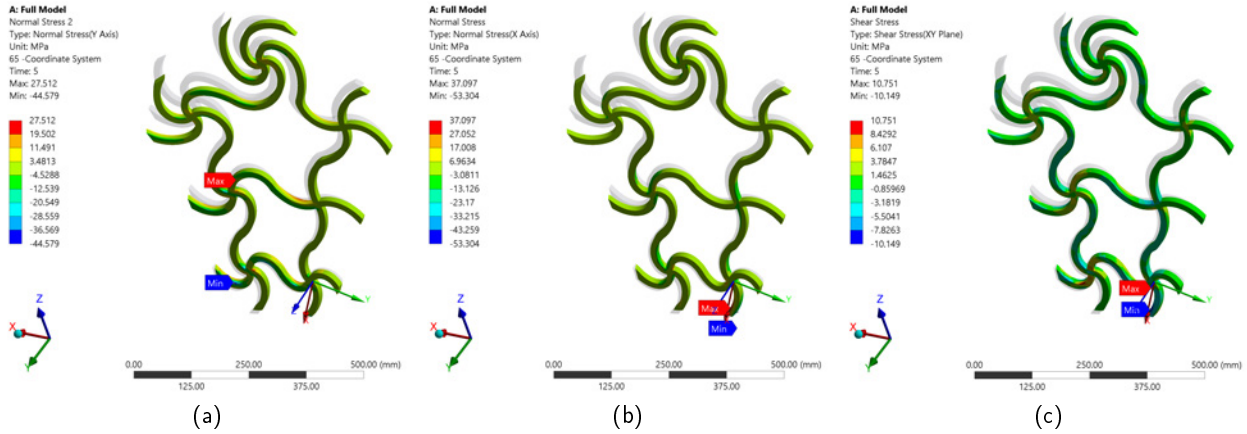 A: Full Model
Normal Stress 2
Type: Normal Stress(Y Axis)
Unit: MPa
65 -Coordinate System
Time: 5
Max: 27.512
Min: -44.579
27.512
19.502
11.491
3.4813
-4.5288
-12.539
-20.549
-28.559
-36.569
-44.579
Max
Min
Z
X
Y
Y
Z
X
0.00 250.00 500.00 (mm)
125.00 375.00
(a)
A: Full Model
Normal Stress
Type: Normal Stress(X Axis)
Unit: MPa
65 -Coordinate System
Time: 5
Max: 37.097
Min: -53.304
37.097
27.052
17.008
6.9634
-3.0811
-13.126
-23.17
-33.215
-43.259
-53.304
Max
Min
Z
X
Y
Y
0.00 250.00 500.00 (mm)
125.00 375.00
(b)
A: Full Model
Shear Stress
Type: Shear Stress(XY Plane)
Unit: MPa
65 -Coordinate System
Time: 5
Max: 10.751
Min: -10.149
10.751
8.4292
6.107
3.7847
1.4625
-0.85969
-3.1819
-5.5041
-7.8263
-10.149
Max
Min
Z
X
Y
Y
X
0.00 250.00 500.00 (mm)
125.00 375.00
(c)